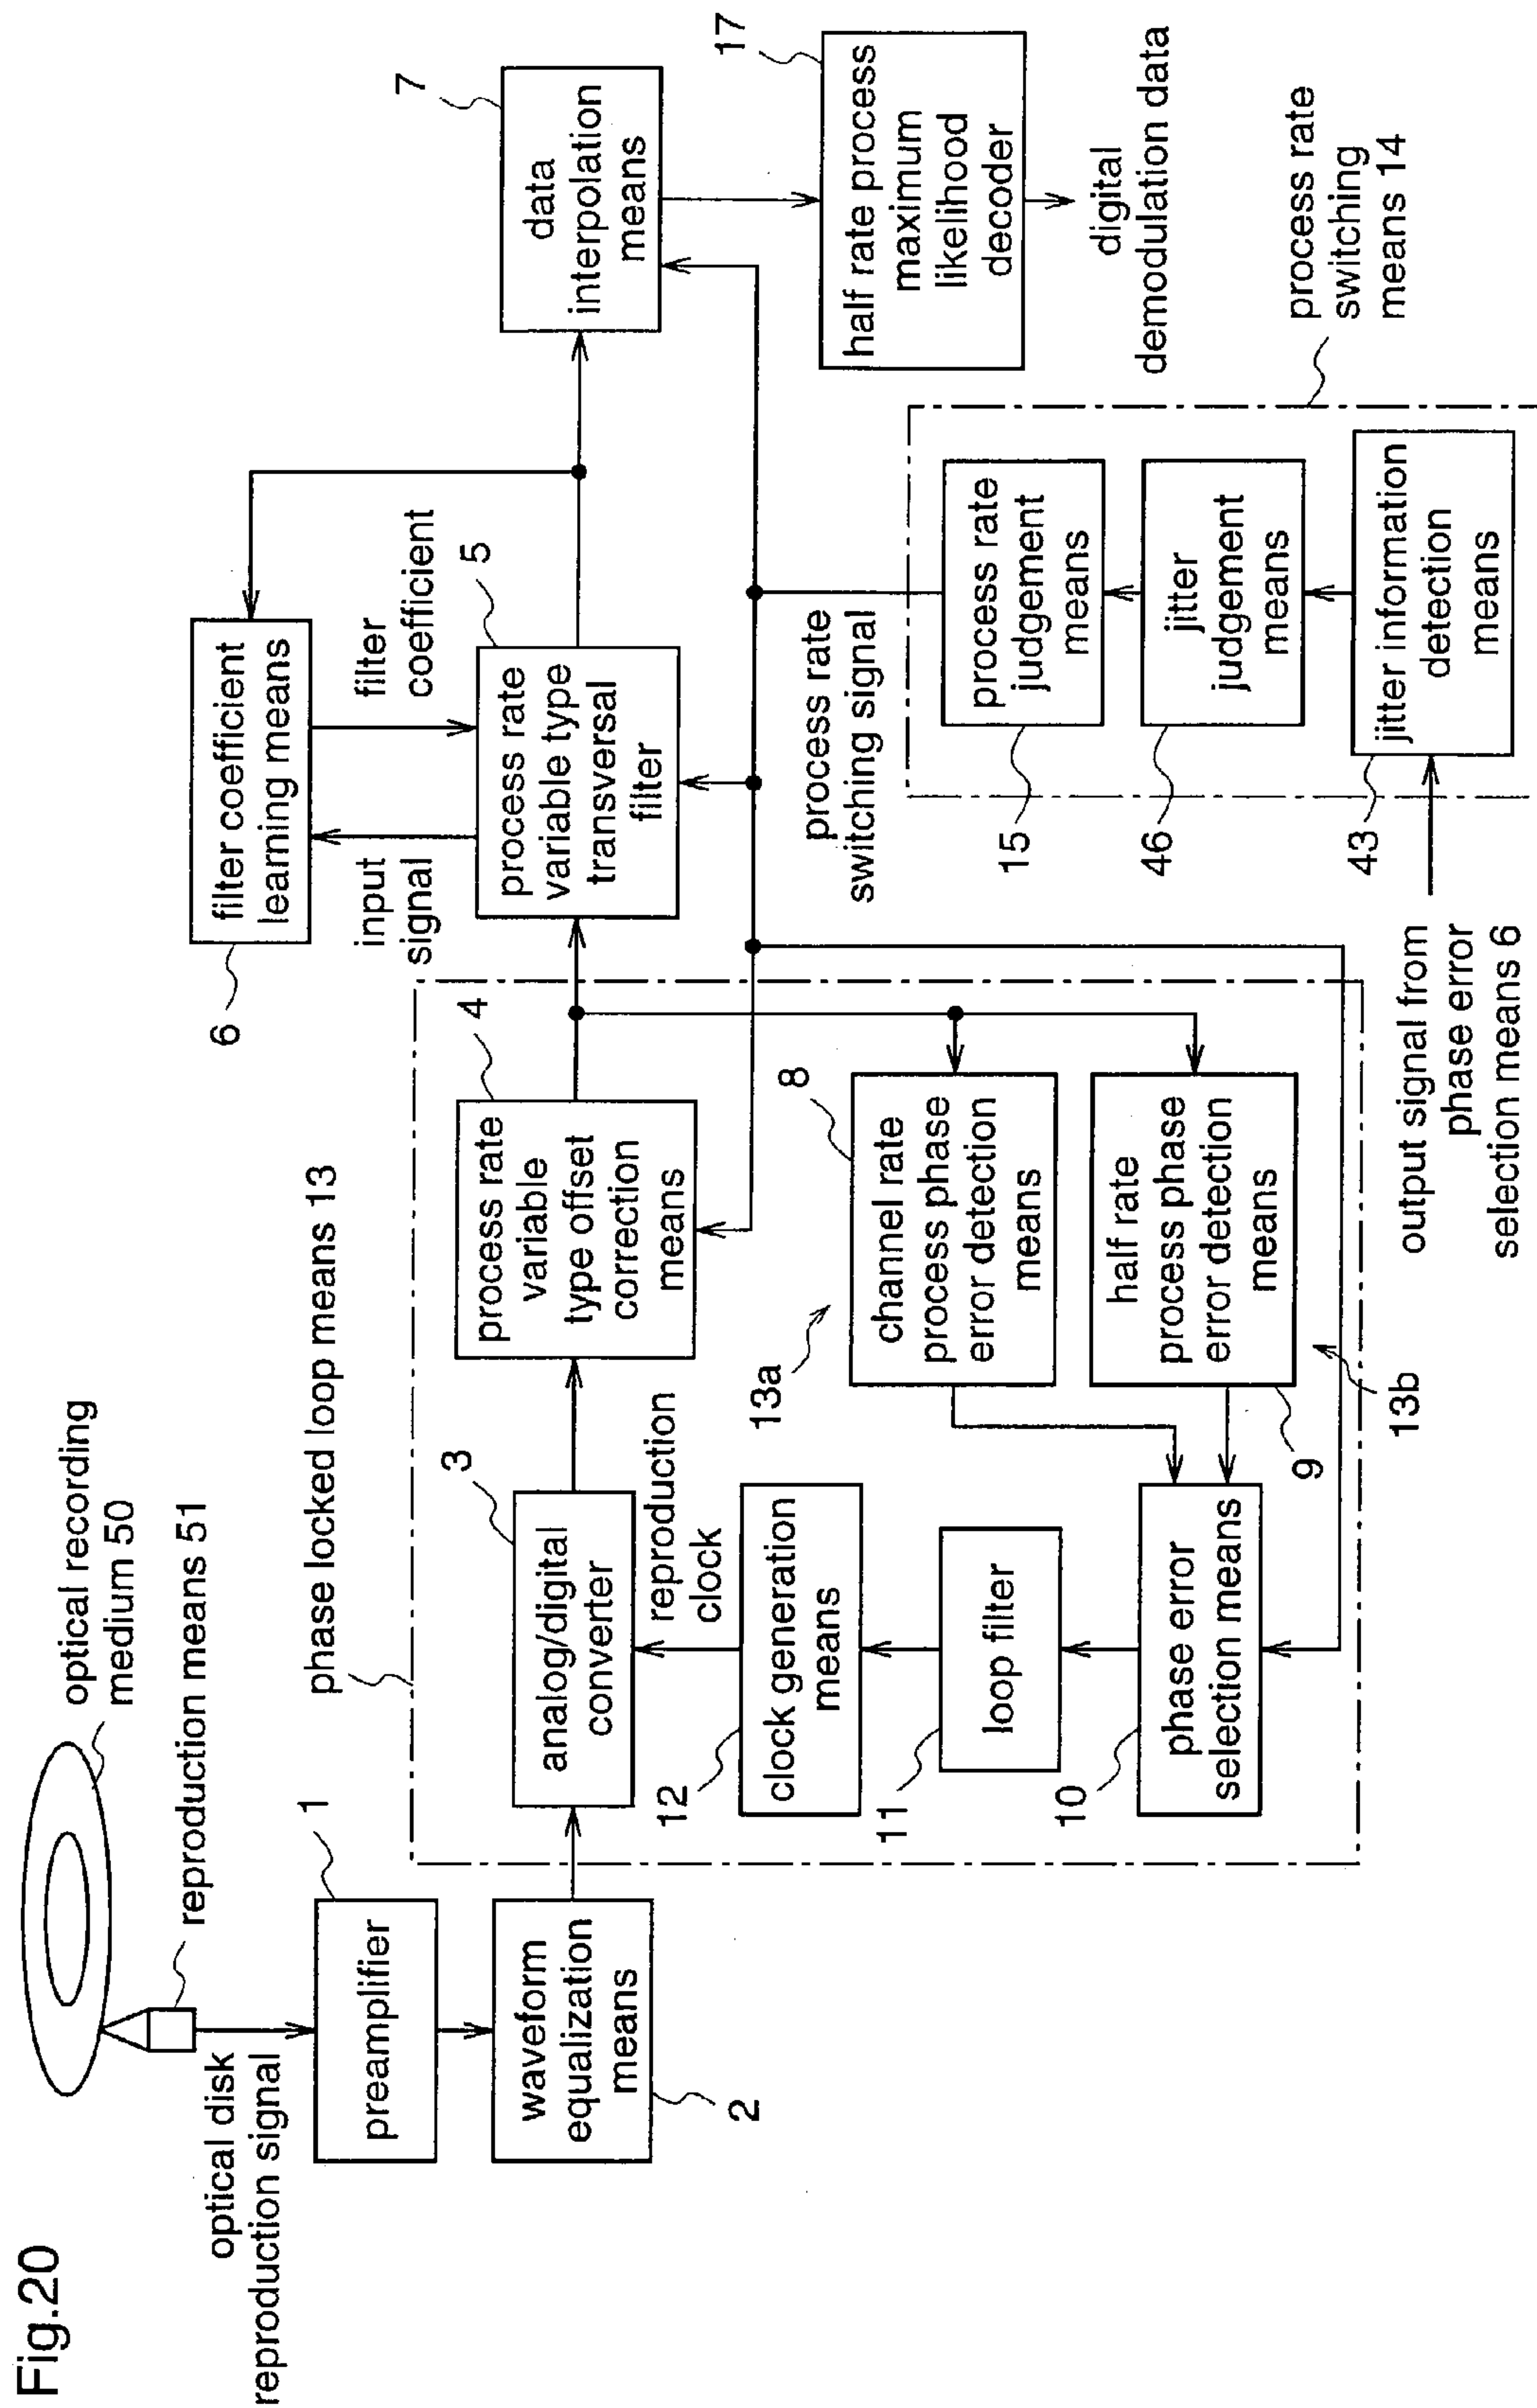 Fig.20
optical recording
medium 50
reproduction means 51
optical disk
reproduction signal
1
preamplifier
waveform
equalization
means
2
phase locked loop means 13
3
analog/digital
converter
reproduction
clock
4
process rate
variable
type offset
correction
means
12
clock generation
means
11
loop filter
10
phase error
selection means
13a
8
channel rate
process phase
error detection
means
half rate
process phase
error detection
means
9
13b
6
filter coefficient
learning means
input
signal
filter
coefficient
5
process rate
variable type
transversal
filter
7
data
interpolation
means
17
half rate process
maximum
likelihood
decoder
digital
demodulation data
process rate
switching signal
process rate
switching
means 14
15
process rate
judgement
means
46
jitter
judgement
means
43
jitter information
detection
means
output signal from
phase error
selection means 6